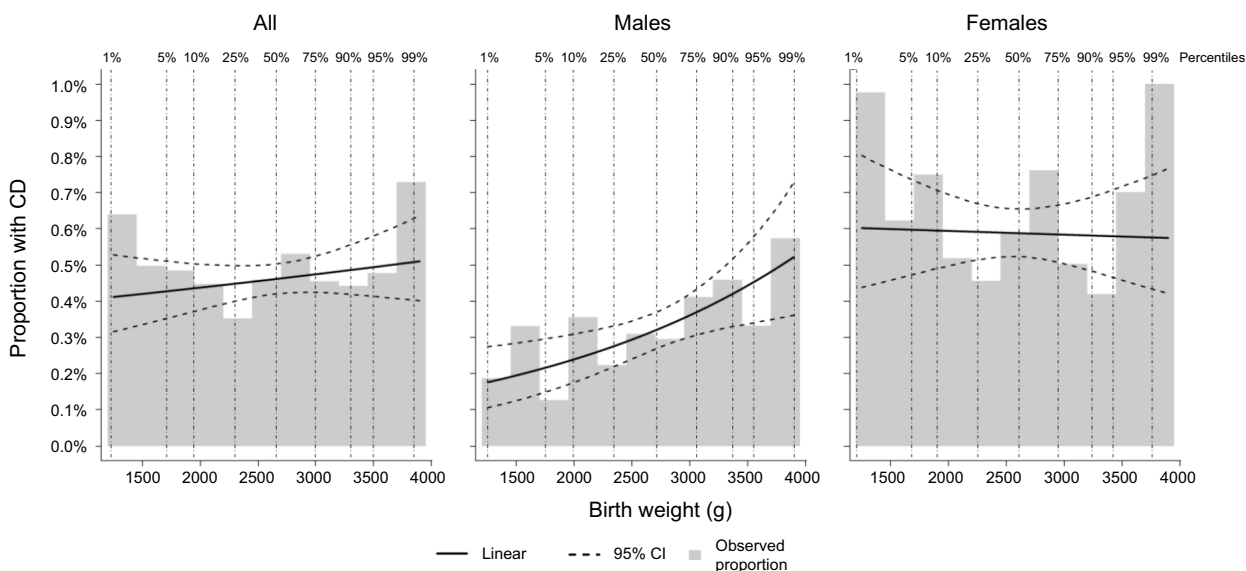 All
Males
Females
1% 5% 10% 25% 50% 75% 90% 95% 99%
1% 5% 10% 25% 50% 75% 90% 95% 99%
1% 5% 10% 25% 50% 75% 90% 95% 99% Percentiles
1.0%
0.9%
0.8%
0.7%
0.6%
0.5%
0.4%
0.3%
0.2%
0.1%
0.0%
Proportion with CD
1500 2000 2500 3000 3500 4000
1500 2000 2500 3000 3500 4000
1500 2000 2500 3000 3500 4000
Birth weight (g)
Linear
95% CI
Observed
proportion